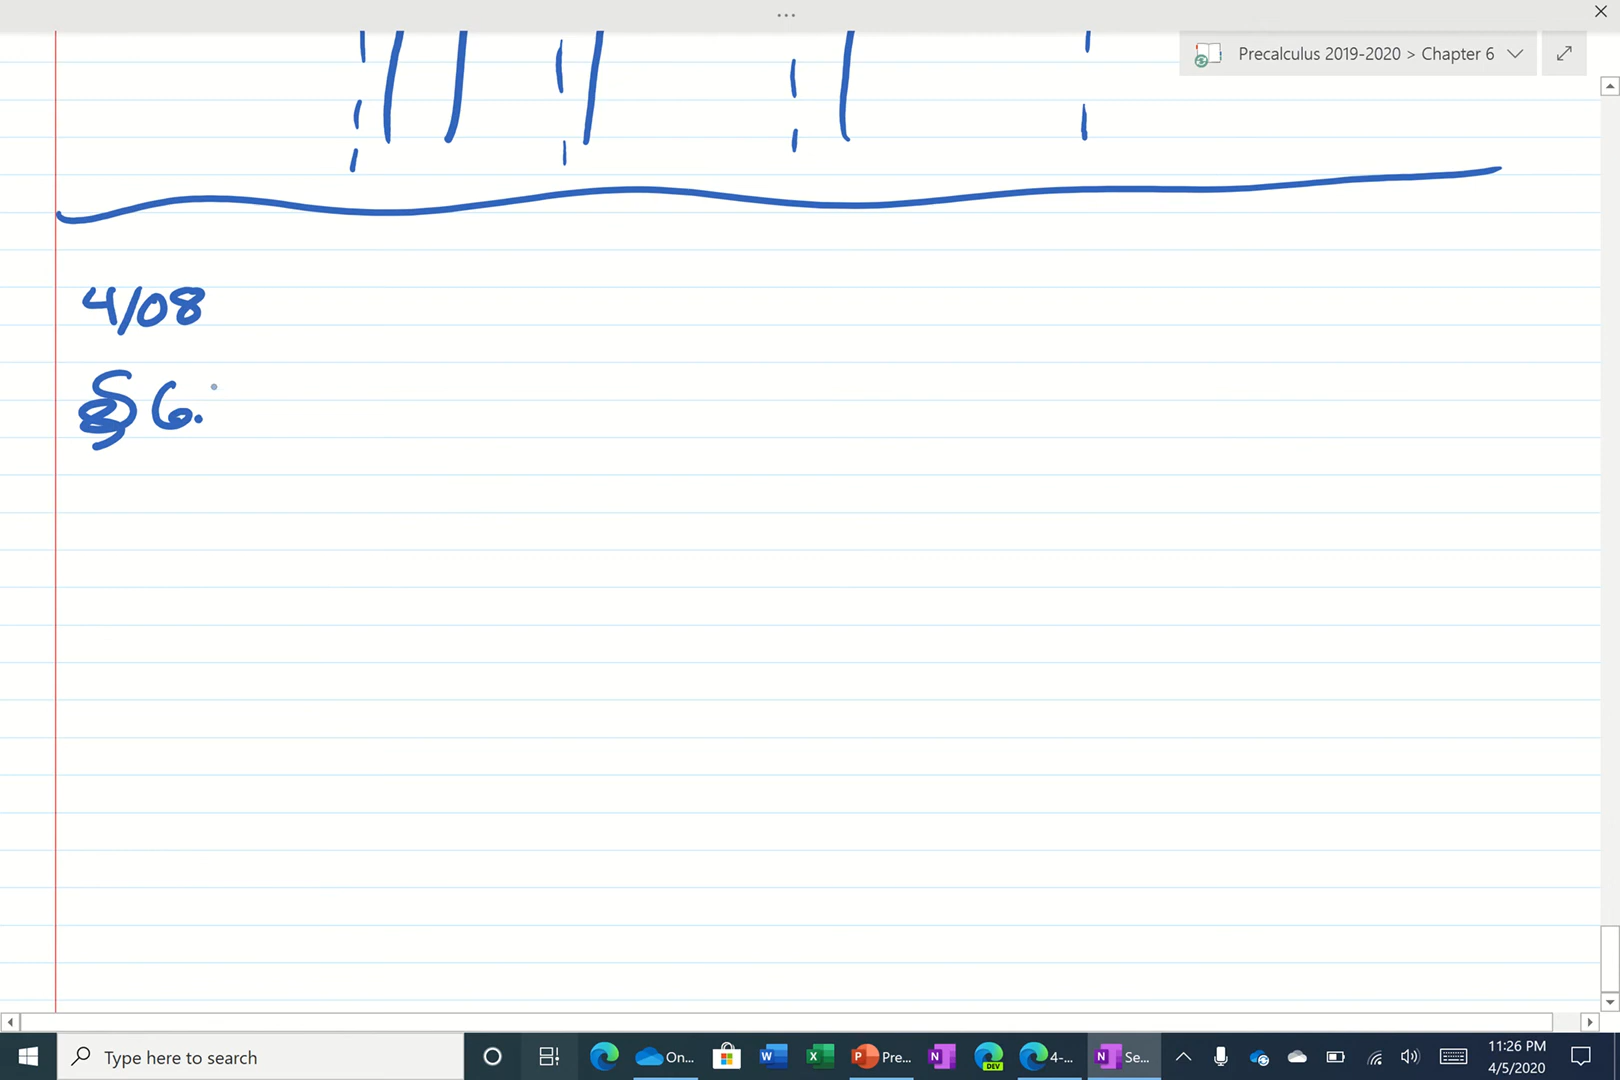 Precalculus 2019-2020 > Chapter 6
4/08
§ 6.
Type here to search
On...
Pre...
DEV
4-...
Se...
11:26 PM
4/5/2020